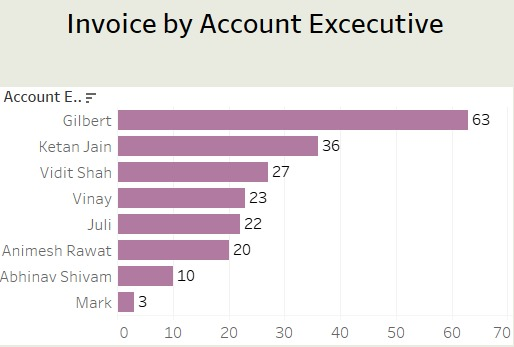 Invoice by Account Excecutive
Account E..
Gilbert 63
Ketan Jain 36
Vidit Shah 27
Vinay 23
Juli 22
Animesh Rawat 20
Abhinav Shivam 10
Mark 3
0 10 20 30 40 50 60 70